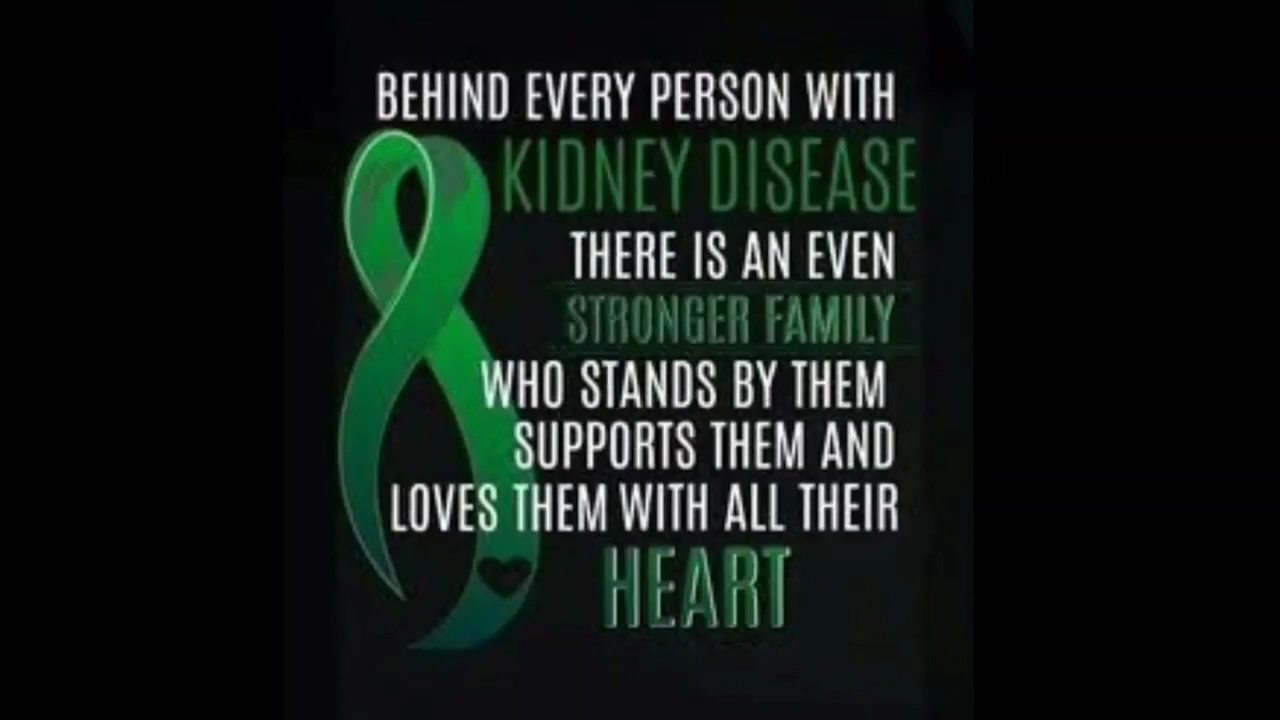 BEHIND EVERY PERSON WITH
KIDNEY DISEASE
THERE IS AN EVEN
STRONGER FAMILY
WHO STANDS BY THEM
SUPPORTS THEM AND
LOVES THEM WITH ALL THEIR
HEART